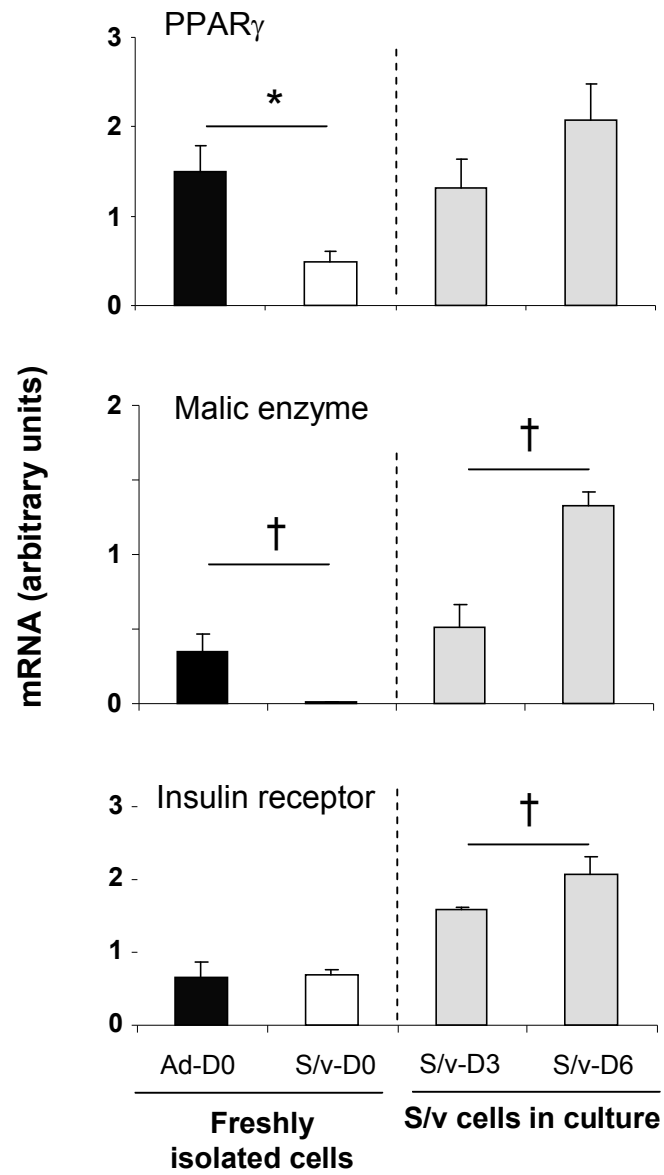 PPARγ
3
2
1
0
*
mRNA (arbitrary units)
Malic enzyme
2
1
0
†
†
Insulin receptor
3
2
1
0
†
Ad-D0 S/v-D0 S/v-D3 S/v-D6
Freshly
isolated cells
S/v cells in culture